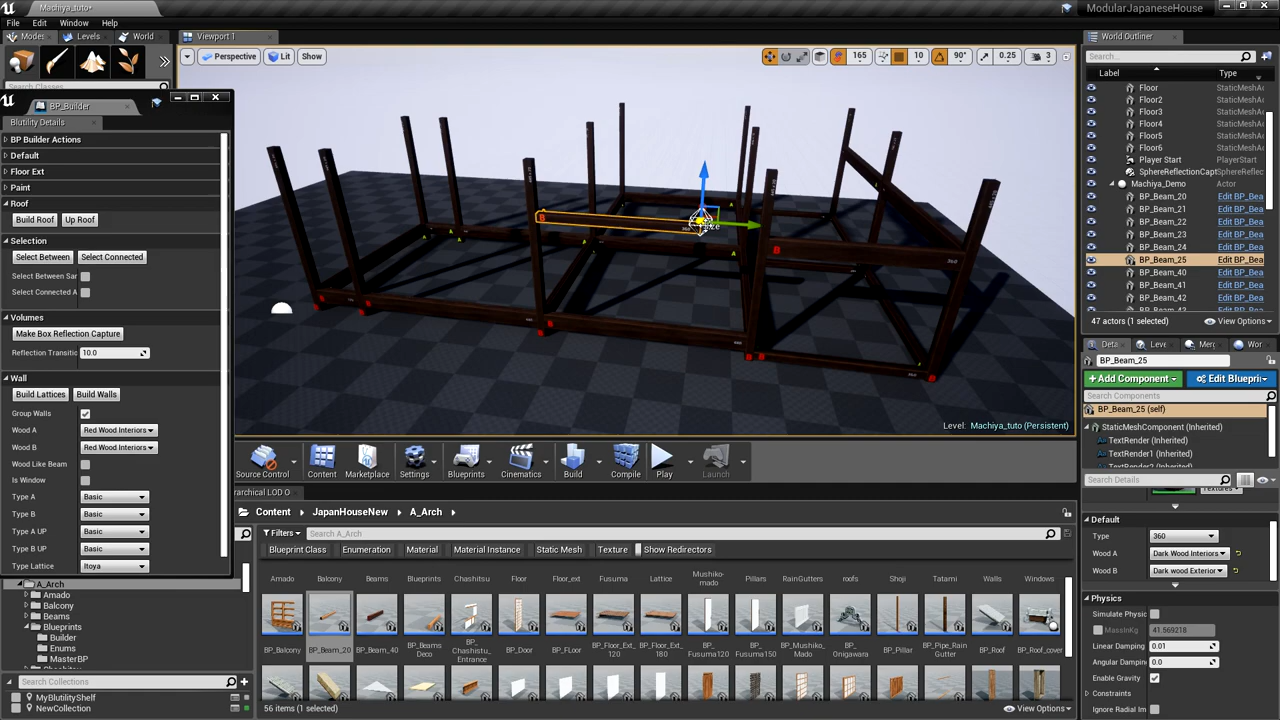 Machiya_tuto*
ModularJapaneseHouse
File Edit Window Help
Modes Levels World
Viewport 1
World Outliner
Search Classes
Perspective Lit Show
165 10 90° 0.25 3
Search...
Label Type
Floor StaticMeshA
Floor2 StaticMeshA
Floor3 StaticMeshA
Floor4 StaticMeshA
Floor5 StaticMeshA
Floor6 StaticMeshA
Player Start PlayerStart
SphereReflectionCapt SphereReflec
Machiya_Demo Actor
BP_Beam_20 Edit BP_Bea
BP_Beam_21 Edit BP_Bea
BP_Beam_22 Edit BP_Bea
BP_Beam_23 Edit BP_Bea
BP_Beam_24 Edit BP_Bea
BP_Beam_25 Edit BP_Bea
BP_Beam_40 Edit BP_Bea
BP_Beam_41 Edit BP_Bea
BP_Beam_42 Edit BP_Bea
47 actors (1 selected) View Options
BP_Builder
Blutility Details
BP Builder Actions
Default
Floor Ext
Paint
Roof
Build Roof Up Roof
Selection
Select Between Select Connected
Select Between Sar
Select Connected A
Volumes
Make Box Reflection Capture
Reflection Transitic 10.0
Wall
Build Lattices Build Walls
Group Walls
Wood A Red Wood Interiors
Wood B Red Wood Interiors
Wood Like Beam
Is Window
Type A Basic
Type B Basic
Type A UP Basic
Type B UP Basic
Type Lattice Itoya
Level: Machiya_tuto (Persistent)
Source Control Content Marketplace Settings Blueprints Cinematics Build Compile Play Launch
Deta Leve Mer Wor
BP_Beam_25
+ Add Component Edit Blueprin
Search Components
BP_Beam_25 (self)
StaticMeshComponent (Inherited)
TextRender (Inherited)
TextRender1 (Inherited)
TextRender2 (Inherited)
Search Details
Textures
Default
Type 360
Wood A Dark Wood Interiors
Wood B Dark wood Exterior
Physics
Simulate Physic
MassInKg 41.569218
Linear Damping 0.01
Angular Damping 0.0
Enable Gravity
Constraints
Ignore Radial Im
rarchical LOD O
Content JapanHouseNew A_Arch
Filters Search A_Arch
Blueprint Class Enumeration Material Material Instance Static Mesh Texture Show Redirectors
Amado Balcony Beams Blueprints Chashitsu Floor Floor_ext Fusuma Lattice Mushiko-mado Pillars RainGutters roofs Shoji Tatami Walls Windows
BP_Balcony BP_Beam_20 BP_Beam_40 BP_Beams Deco BP_Chashistu_Entrance BP_Door BP_FLoor BP_Floor_Ext_120 BP_Floor_Ext_180 BP_Fusuma120 BP_Fusuma150 BP_Mushiko_Mado BP_Onigawara BP_Pillar BP_Pipe_Rain Gutter BP_Roof BP_Roof_cover
A_Arch
Amado
Balcony
Beams
Blueprints
Builder
Enums
MasterBP
Search Collections
MyBlutilityShelf
NewCollection
56 items (1 selected) View Options